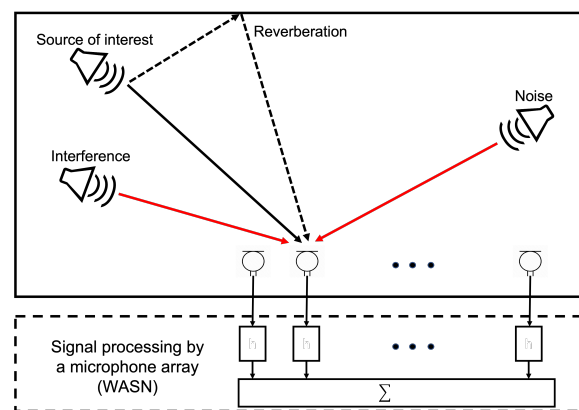 Source of interest
Reverberation
Noise
Interference
Signal processing by
a microphone array
(WASN)
∑